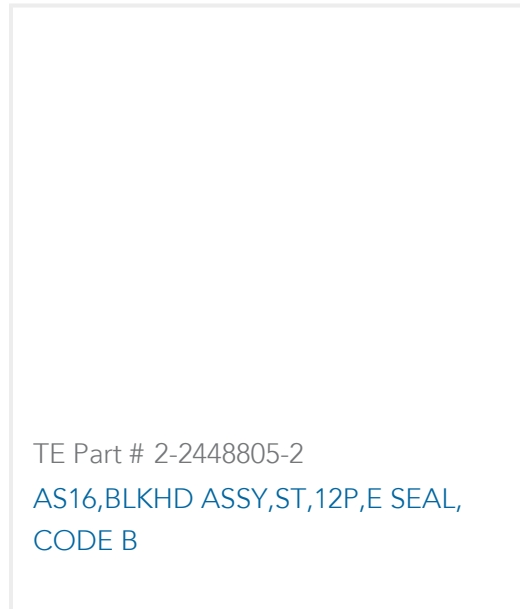 TE Part # 2-2448805-2
AS16,BLKHD ASSY,ST,12P,E SEAL,
CODE B